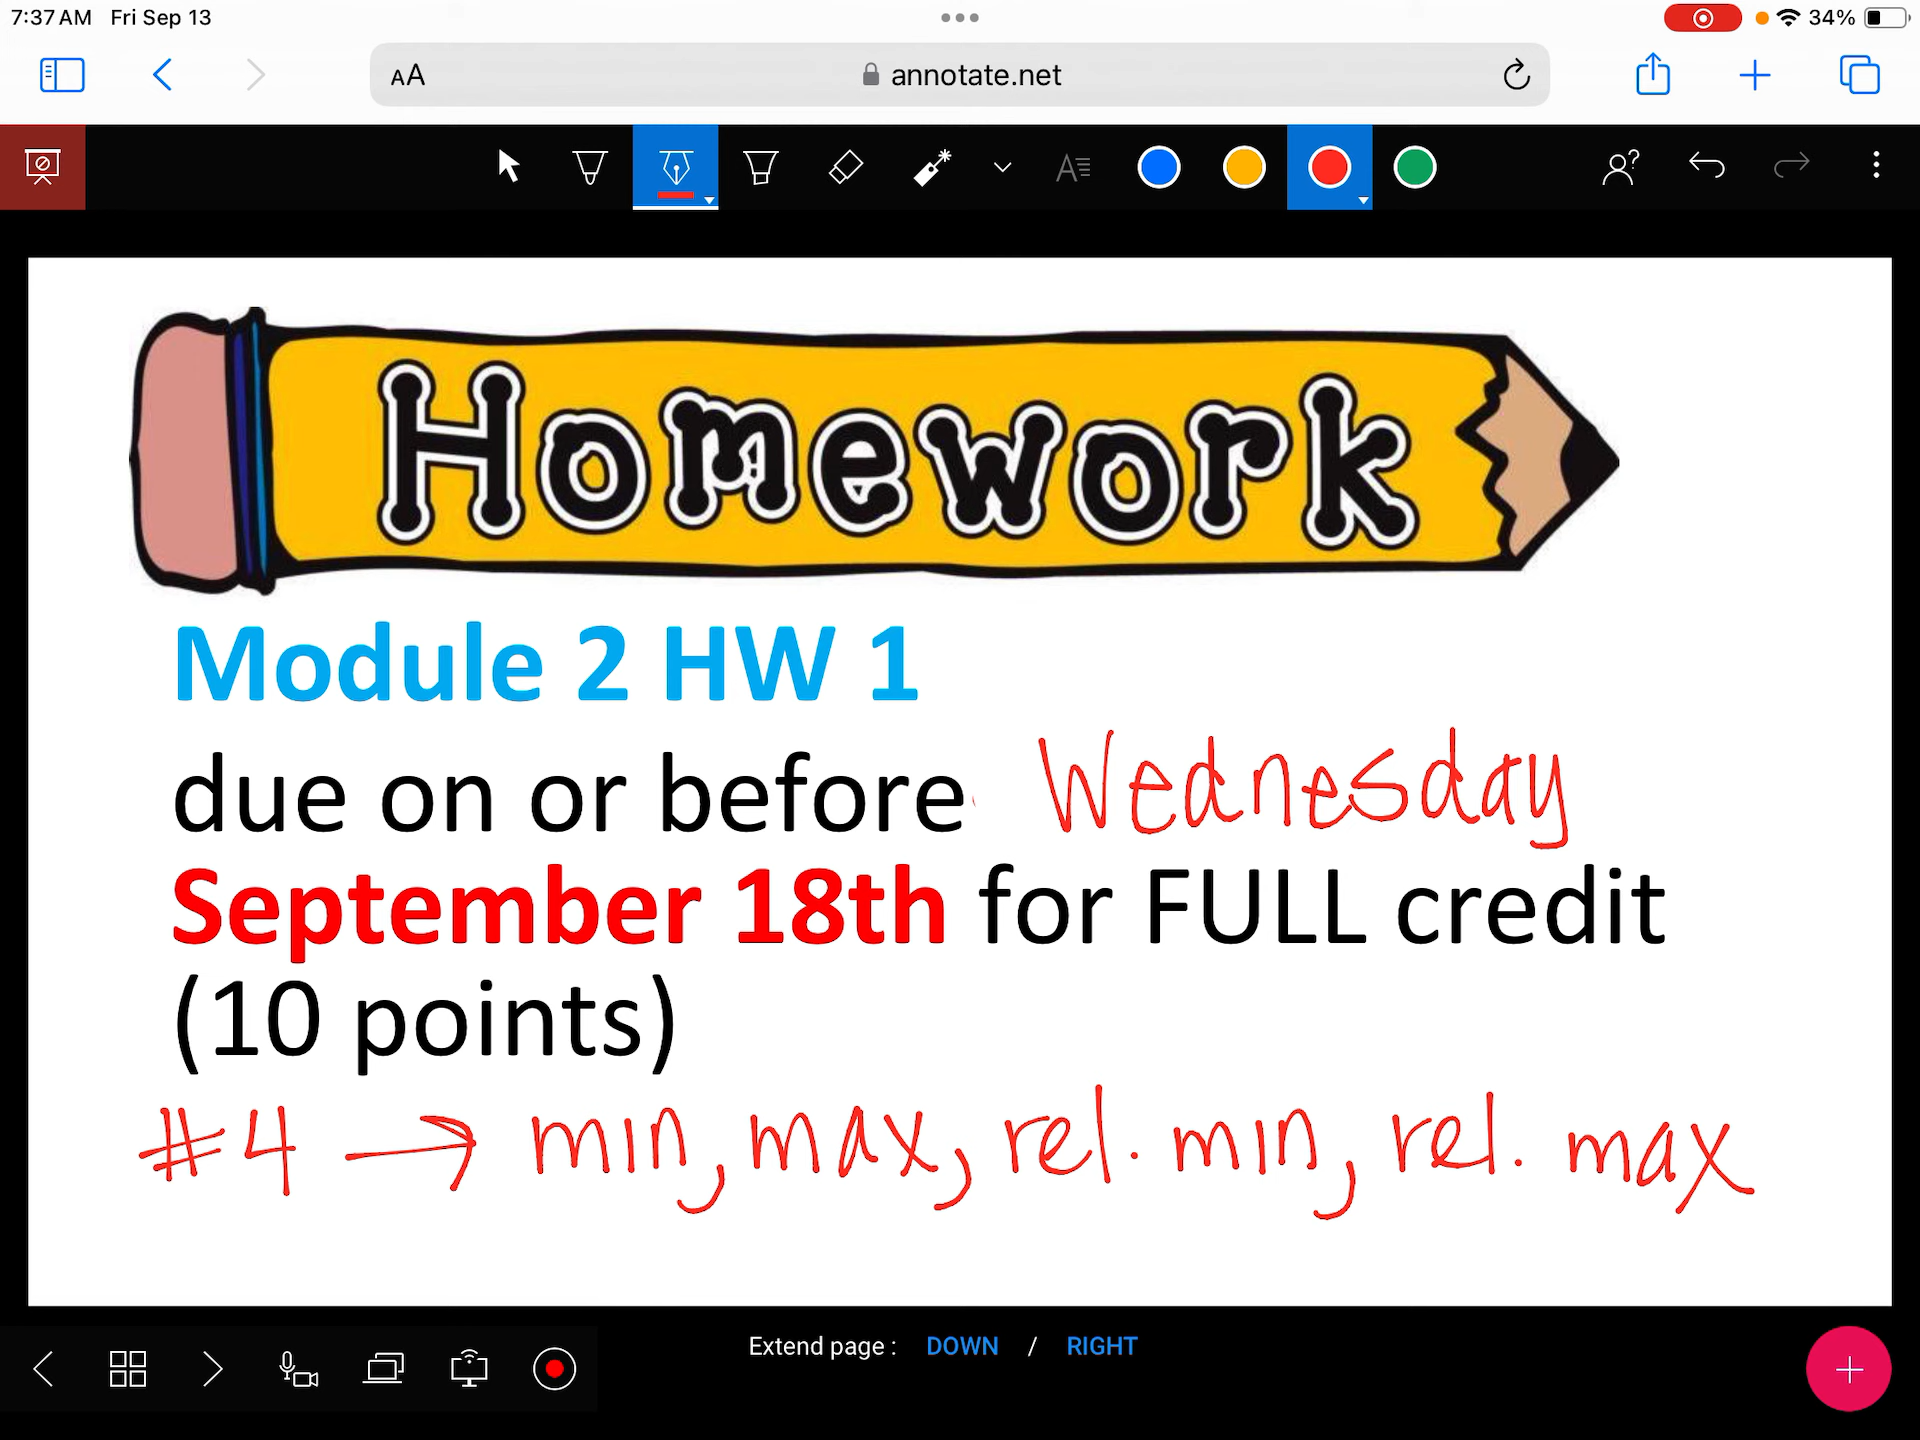 7:37 AM Fri Sep 13
34%
AA annotate.net
Homework
Module 2 HW 1
due on or before Wednesday
September 18th for FULL credit
(10 points)
#4 → min, max, rel. min, rel. max
Extend page : DOWN / RIGHT